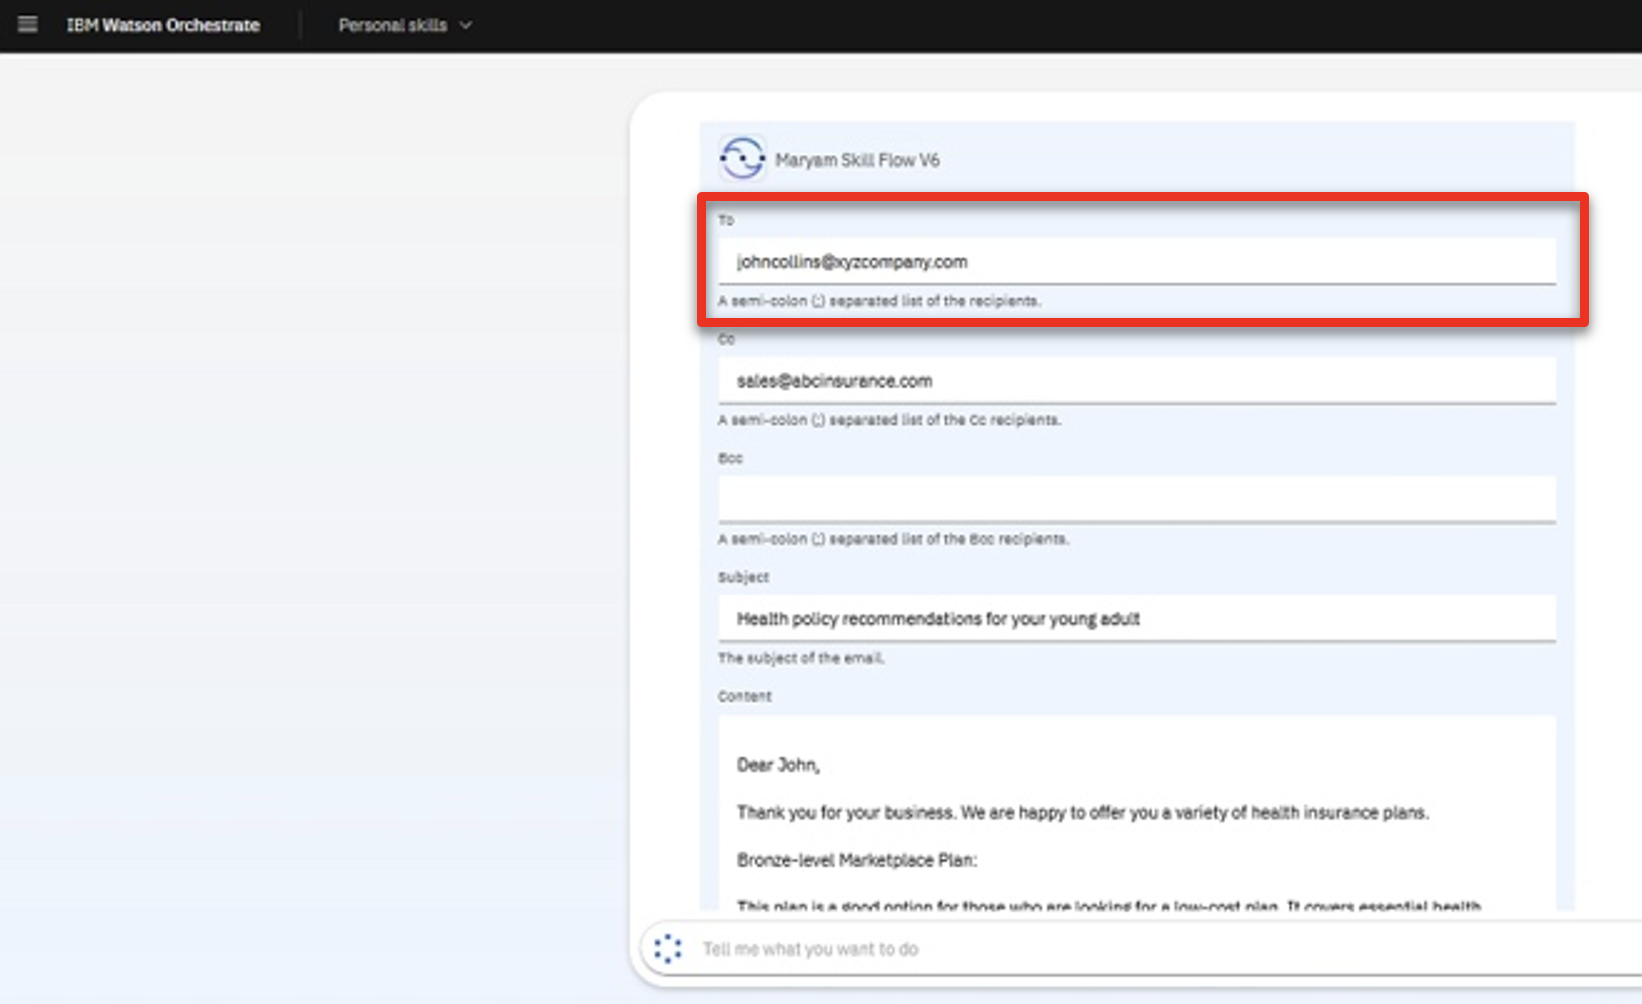 IBM Watson Orchestrate
Personal skills
Maryam Skill Flow V6
To
johncollins@xyzcompany.com
A semi-colon (;) separated list of the recipients.
Cc
sales@abcinsurance.com
A semi-colon (;) separated list of the Cc recipients.
Bcc
A semi-colon (;) separated list of the Bcc recipients.
Subject
Health policy recommendations for your young adult
The subject of the email.
Content
Dear John,
Thank you for your business. We are happy to offer you a variety of health insurance plans.
Bronze-level Marketplace Plan:
This plan is a good option for those who are looking for a low-cost plan. It covers essential health
Tell me what you want to do